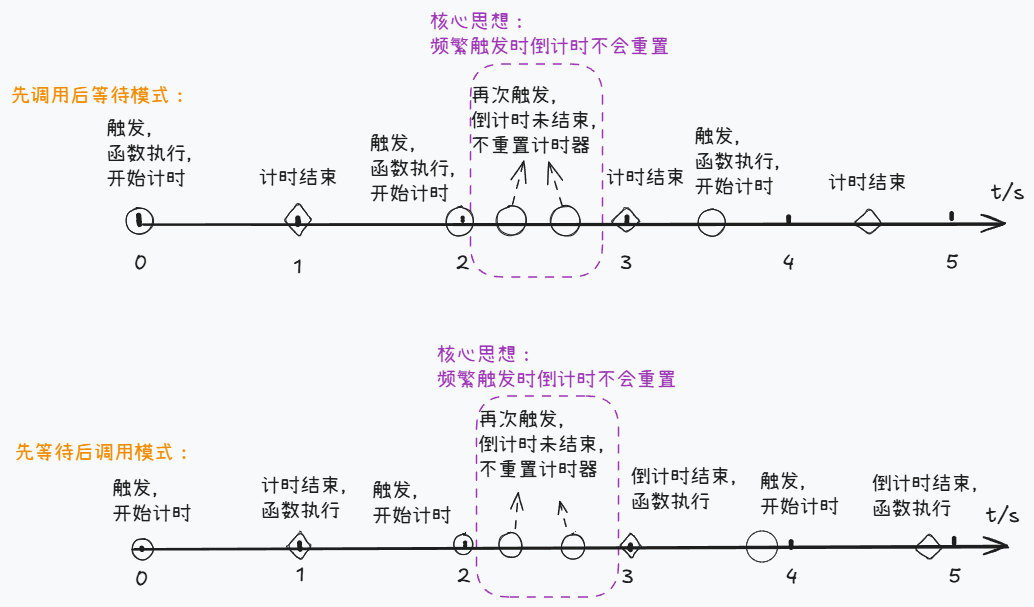 核心思想：
频繁触发时倒计时不会重置
先调用后等待模式：
触发，
函数执行，
开始计时
计时结束
触发，
函数执行，
开始计时
再次触发，
倒计时未结束，
不重置计时器
计时结束
触发，
函数执行，
开始计时
计时结束
t/s
0
1
2
3
4
5
核心思想：
频繁触发时倒计时不会重置
先等待后调用模式：
触发，
开始计时
计时结束，
函数执行
触发，
开始计时
再次触发，
倒计时未结束，
不重置计时器
倒计时结束，
函数执行
触发，
开始计时
倒计时结束，
函数执行
t/s
0
1
2
3
4
5